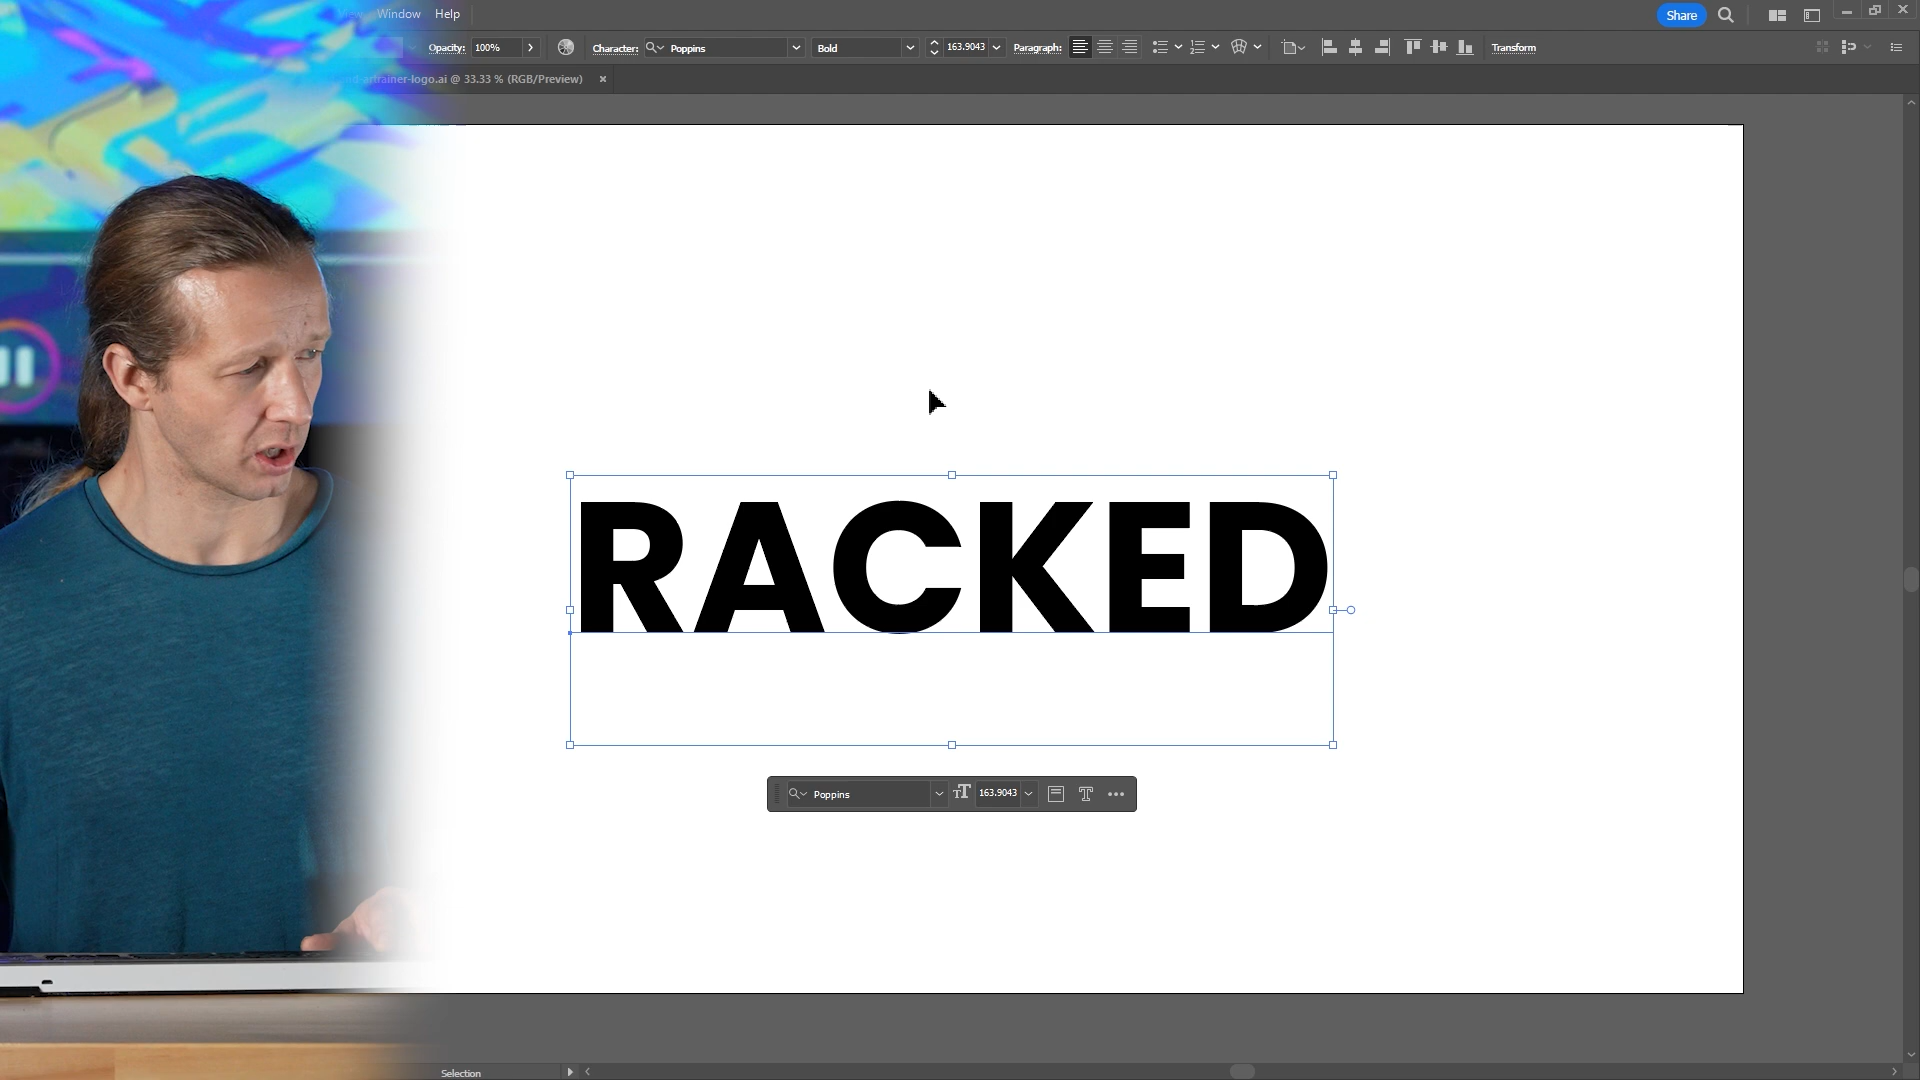 Window Help
Share
Opacity: 100% Character: Poppins Bold 163.9043 Paragraph: Transform
-artrainer-logo.ai @ 33.33 % (RGB/Preview)
RACKED
Poppins 163.9043
Selection